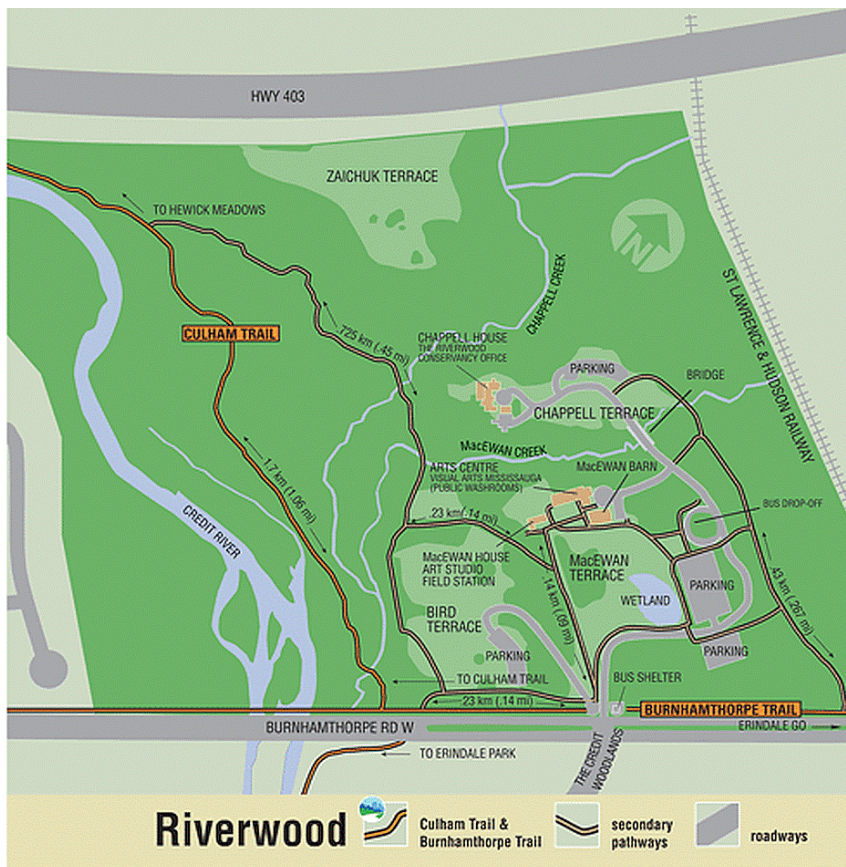 HWY 403
ZAICHUK TERRACE
TO HEWICK MEADOWS
N
ST LAWRENCE & HUDSON RAILWAY
CHAPPELL CREEK
CULHAM TRAIL
.725 km (.45 mi)
CHAPPELL HOUSE
THE RIVERWOOD
CONSERVANCY OFFICE
PARKING
BRIDGE
CHAPPELL TERRACE
MacEWAN CREEK
ARTS CENTRE
VISUAL ARTS MISSISSAUGA
(PUBLIC WASHROOMS)
MacEWAN BARN
1.7 km (1.06 mi)
CREDIT RIVER
.23 km(.14 mi)
BUS DROP-OFF
MacEWAN HOUSE
ART STUDIO
FIELD STATION
MacEWAN
TERRACE
.14 km (.09 mi)
WETLAND
PARKING
.43 km (.267 mi)
BIRD
TERRACE
PARKING
PARKING
TO CULHAM TRAIL
BUS SHELTER
.23 km (.14 mi)
BURNHAMTHORPE TRAIL
BURNHAMTHORPE RD W
ERINDALE GO
TO ERINDALE PARK
THE CREDIT
WOODLANDS
Riverwood
Culham Trail &
Burnhamthorpe Trail
secondary
pathways
roadways